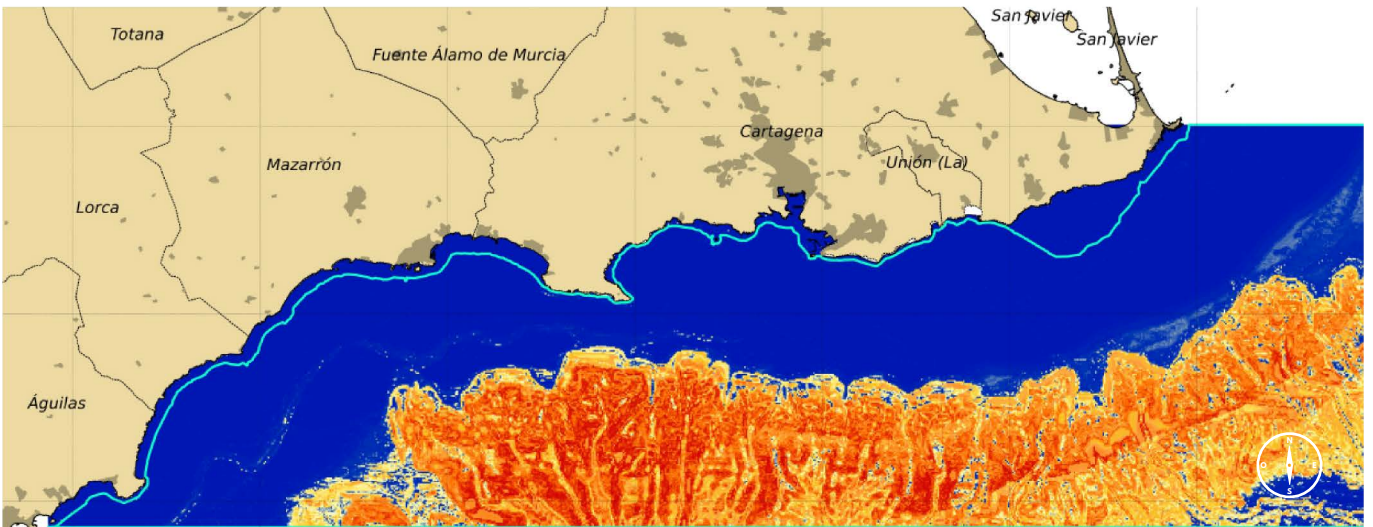 San Javier
Totana
San Javier
Fuente Álamo de Murcia
Cartagena
Mazarrón
Unión (La)
Lorca
Águilas
S